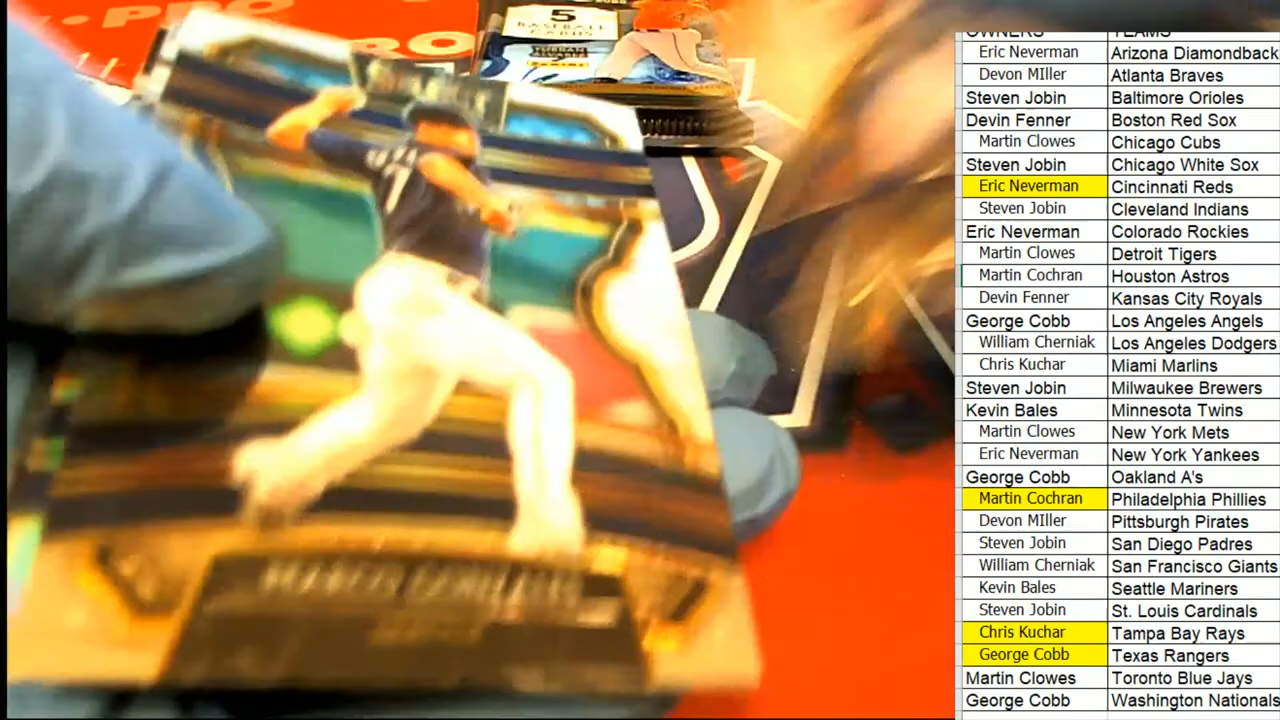 PRO
PRO
5
BASEBALL
CARDS
YORDAN
ALVAREZ
PANINI
7
OWNERS TEAMS
Eric Neverman Arizona Diamondback
Devon MIller Atlanta Braves
Steven Jobin Baltimore Orioles
Devin Fenner Boston Red Sox
Martin Clowes Chicago Cubs
Steven Jobin Chicago White Sox
Eric Neverman Cincinnati Reds
Steven Jobin Cleveland Indians
Eric Neverman Colorado Rockies
Martin Clowes Detroit Tigers
Martin Cochran Houston Astros
Devin Fenner Kansas City Royals
George Cobb Los Angeles Angels
William Cherniak Los Angeles Dodgers
Chris Kuchar Miami Marlins
Steven Jobin Milwaukee Brewers
Kevin Bales Minnesota Twins
Martin Clowes New York Mets
Eric Neverman New York Yankees
George Cobb Oakland A's
Martin Cochran Philadelphia Phillies
Devon MIller Pittsburgh Pirates
Steven Jobin San Diego Padres
William Cherniak San Francisco Giants
Kevin Bales Seattle Mariners
Steven Jobin St. Louis Cardinals
Chris Kuchar Tampa Bay Rays
George Cobb Texas Rangers
Martin Clowes Toronto Blue Jays
George Cobb Washington Nationals